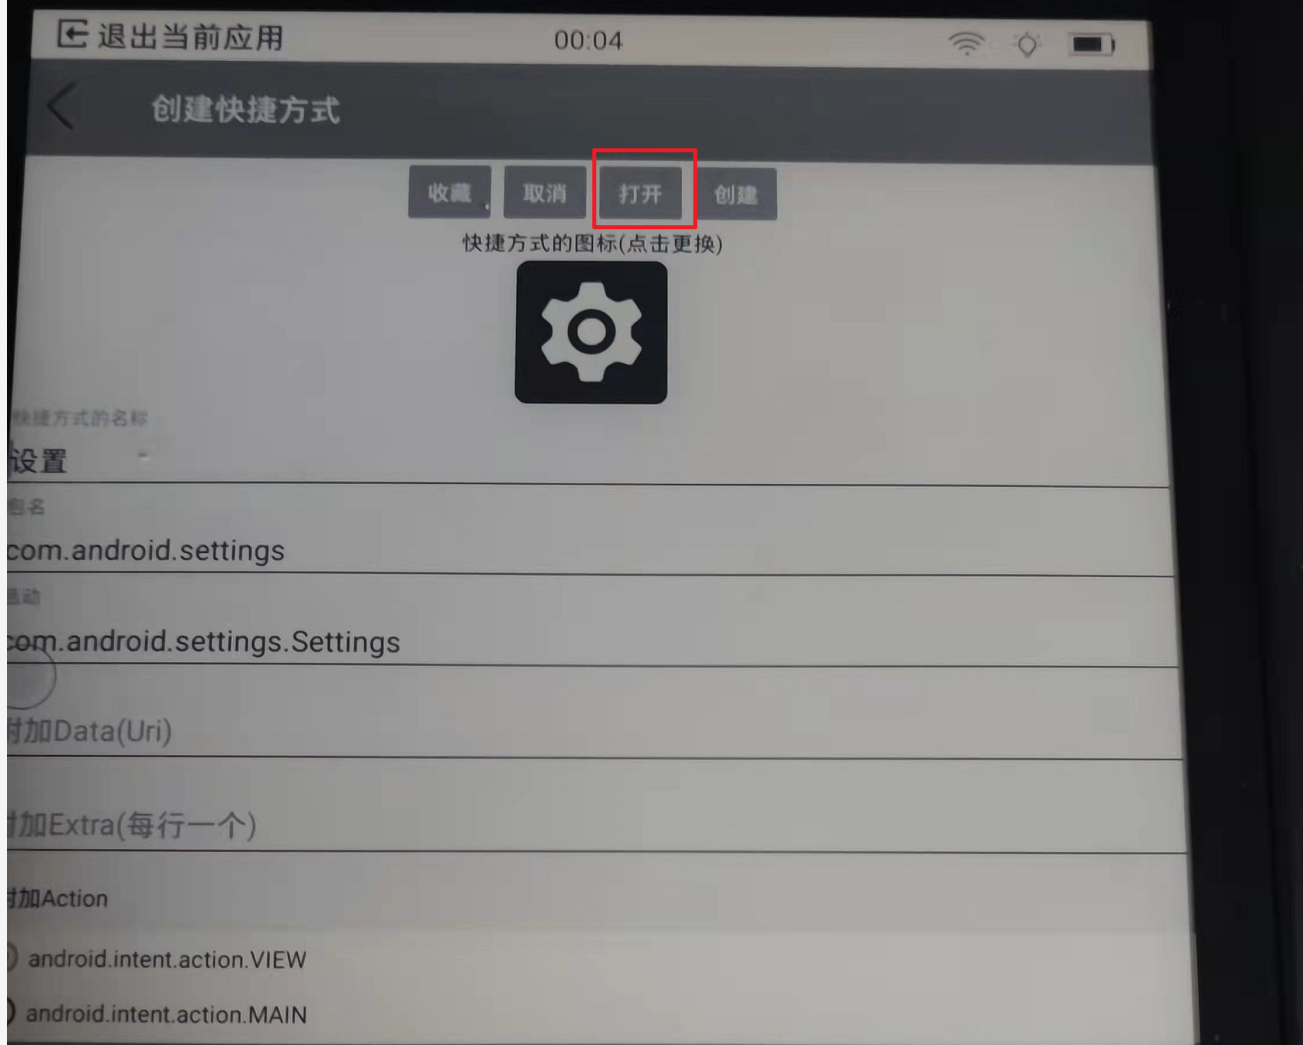 退出当前应用 00:04
创建快捷方式
收藏 取消 打开 创建
快捷方式的图标(点击更换)
快捷方式的名称
设置
包名
com.android.settings
活动
com.android.settings.Settings
附加Data(Uri)
附加Extra(每行一个)
附加Action
android.intent.action.VIEW
android.intent.action.MAIN